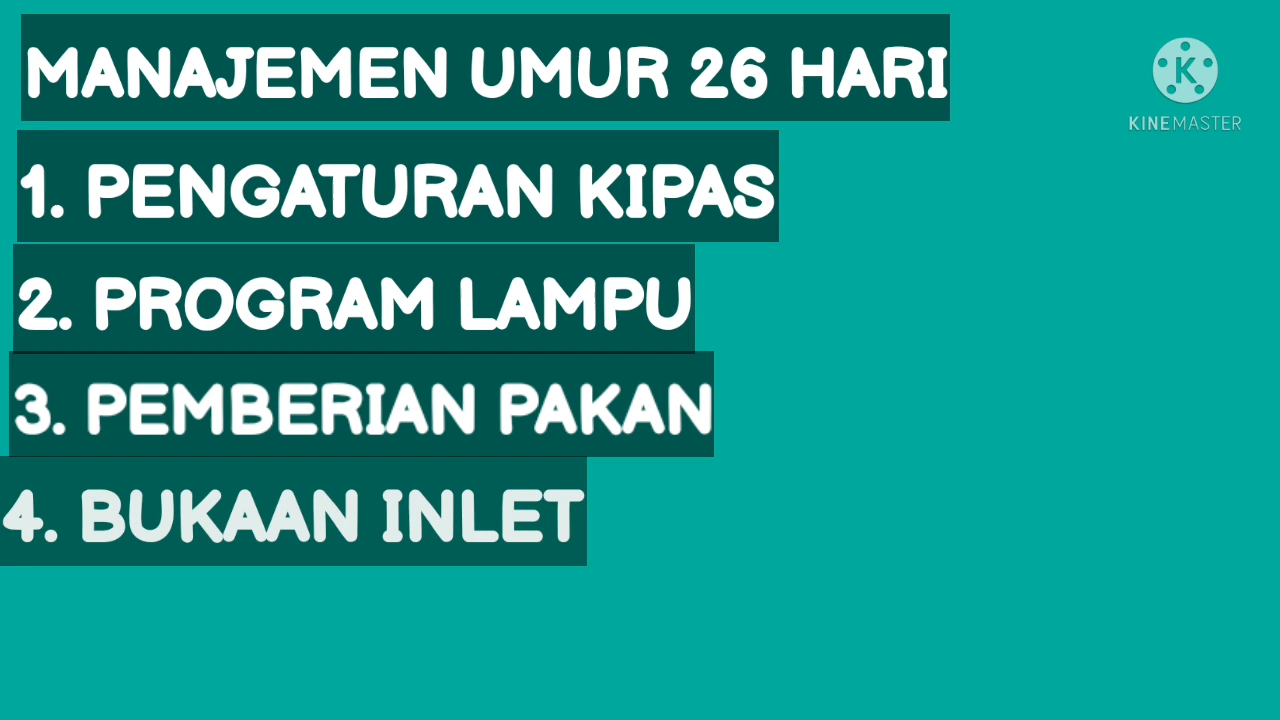 MANAJEMEN UMUR 26 HARI
K
KINEMASTER
1. PENGATURAN KIPAS
2. PROGRAM LAMPU
3. PEMBERIAN PAKAN
4. BUKAAN INLET